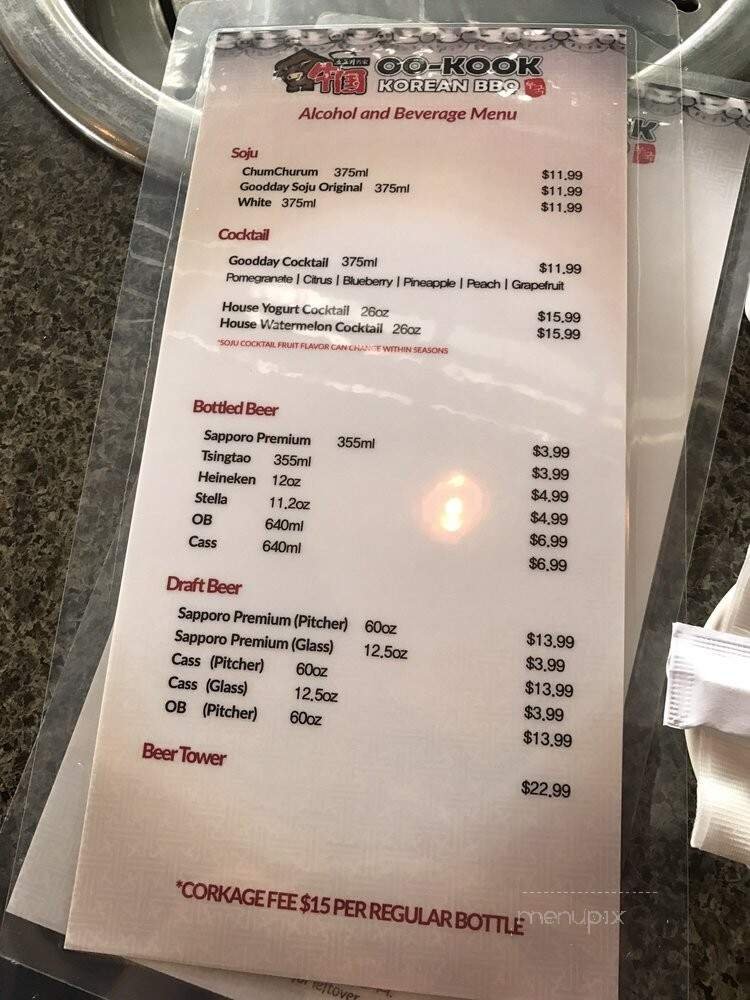 牛国 OO-KOOK
KOREAN BBQ
Alcohol and Beverage Menu
Soju
ChumChurum 375ml $11.99
Goodday Soju Original 375ml $11.99
White 375ml $11.99
Cocktail
Goodday Cocktail 375ml $11.99
Pomegranate | Citrus | Blueberry | Pineapple | Peach | Grapefruit
House Yogurt Cocktail 26oz $15.99
House Watermelon Cocktail 26oz $15.99
*SOJU COCKTAIL FRUIT FLAVOR CAN CHANGE WITHIN SEASONS
Bottled Beer
Sapporo Premium 355ml $3.99
Tsingtao 355ml $3.99
Heineken 12oz $4.99
Stella 11.2oz $4.99
OB 640ml $6.99
Cass 640ml $6.99
Draft Beer
Sapporo Premium (Pitcher) 60oz $13.99
Sapporo Premium (Glass) 12.5oz $3.99
Cass (Pitcher) 60oz $13.99
Cass (Glass) 12.5oz $3.99
OB (Pitcher) 60oz $13.99
Beer Tower $22.99
*CORKAGE FEE $15 PER REGULAR BOTTLE
menupix
leftover